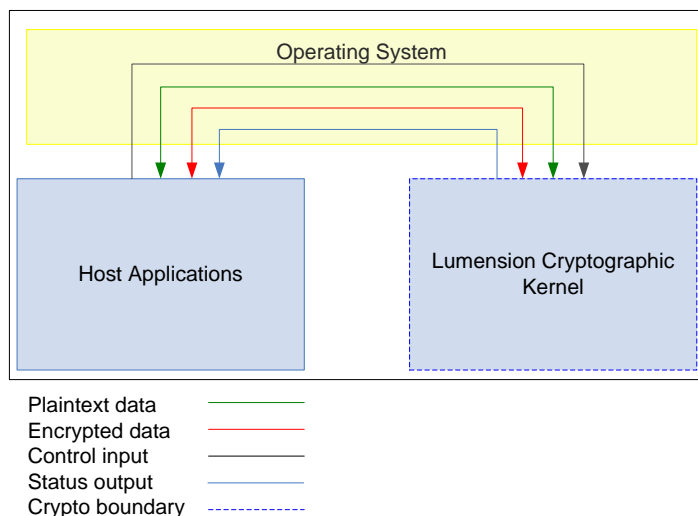 Operating System
Host Applications
Lumension Cryptographic
Kernel
Plaintext data
Encrypted data
Control input
Status output
Crypto boundary